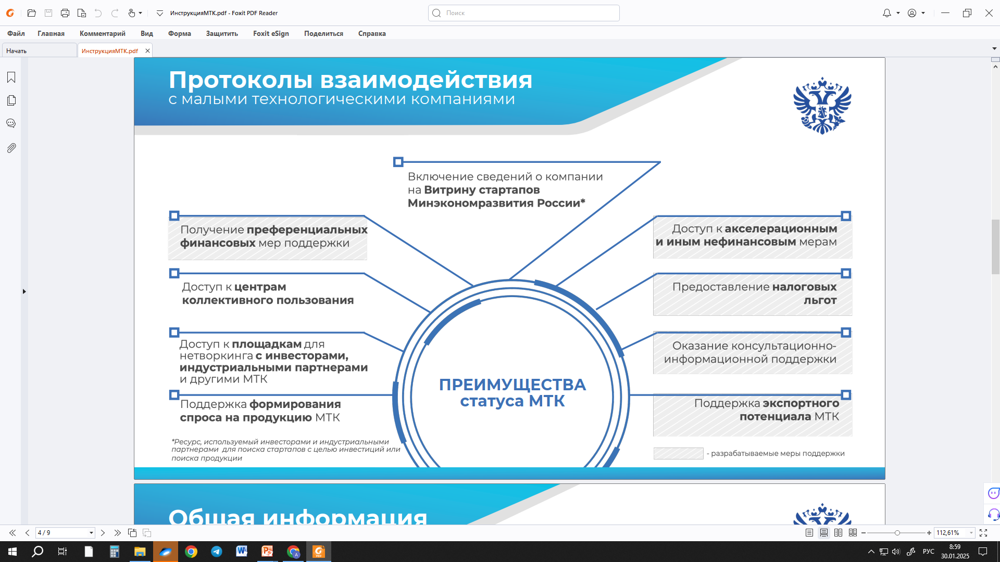 ИнструкцияМТК.pdf - Foxit PDF Reader
Поиск
Файл Главная Комментарий Вид Форма Защитить Foxit eSign Поделиться Справка
Начать
ИнструкцияМТК.pdf
Протоколы взаимодействия
с малыми технологическими компаниями
Включение сведений о компании
на Витрину стартапов
Минэкономразвития России*
Получение преференциальных
финансовых мер поддержки
Доступ к центрам
коллективного пользования
Доступ к площадкам для
нетворкинга с инвесторами,
индустриальными партнерами
и другими МТК
Поддержка формирования
спроса на продукцию МТК
*Ресурс, используемый инвесторами и индустриальными
партнерами для поиска стартапов с целью инвестиций или
поиска продукции
ПРЕИМУЩЕСТВА
статуса МТК
Доступ к акселерационным
и иным нефинансовым мерам
Предоставление налоговых
льгот
Оказание консультационно-
информационной поддержки
Поддержка экспортного
потенциала МТК
- разрабатываемые меры поддержки
Общая информация
4 / 9
112,61%
РУС
8:59
30.01.2025